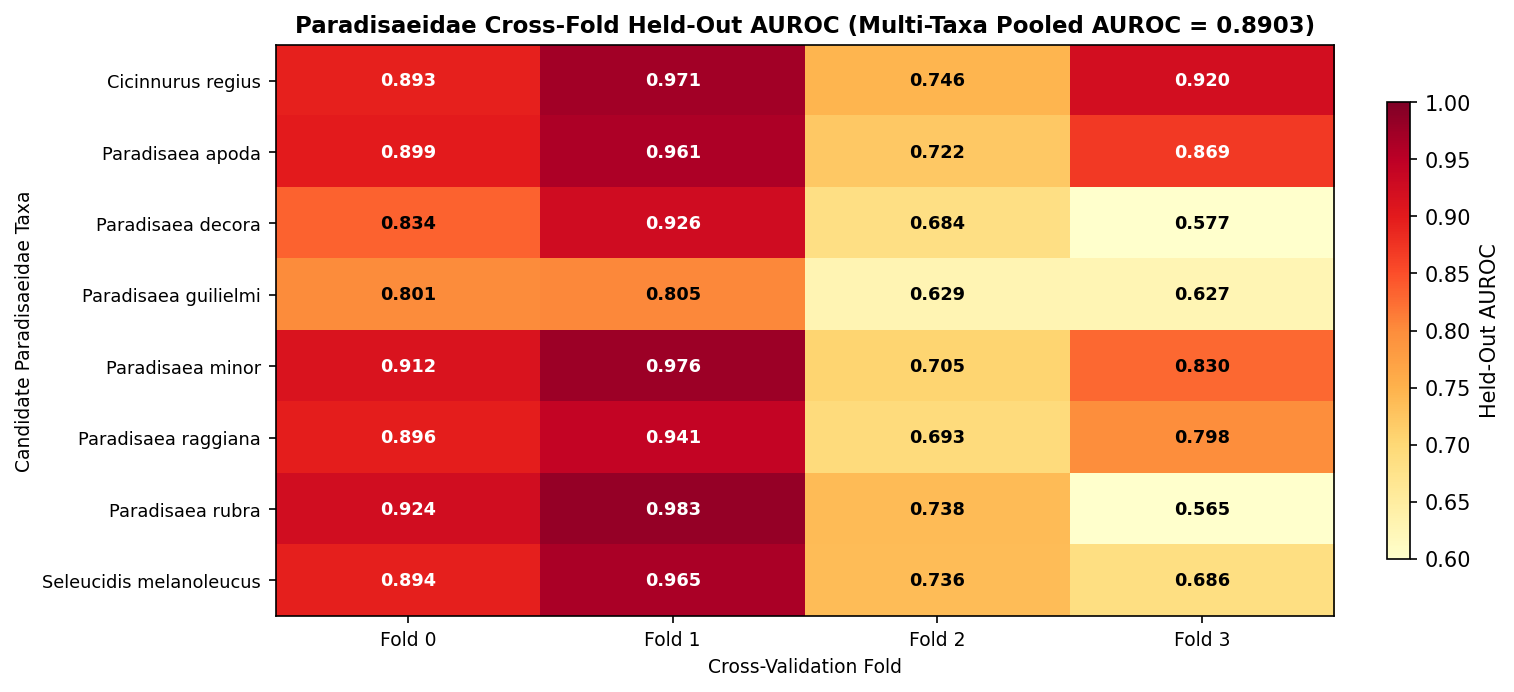 Paradisaeidae Cross-Fold Held-Out AUROC (Multi-Taxa Pooled AUROC = 0.8903)
Candidate Paradisaeidae Taxa
Cicinnurus regius 0.893 0.971 0.746 0.920
Paradisaea apoda 0.899 0.961 0.722 0.869
Paradisaea decora 0.834 0.926 0.684 0.577
Paradisaea guilielmi 0.801 0.805 0.629 0.627
Paradisaea minor 0.912 0.976 0.705 0.830
Paradisaea raggiana 0.896 0.941 0.693 0.798
Paradisaea rubra 0.924 0.983 0.738 0.565
Seleucidis melanoleucus 0.894 0.965 0.736 0.686
Fold 0 Fold 1 Fold 2 Fold 3
Cross-Validation Fold
1.00
0.95
0.90
0.85
0.80
0.75
0.70
0.65
0.60
Held-Out AUROC